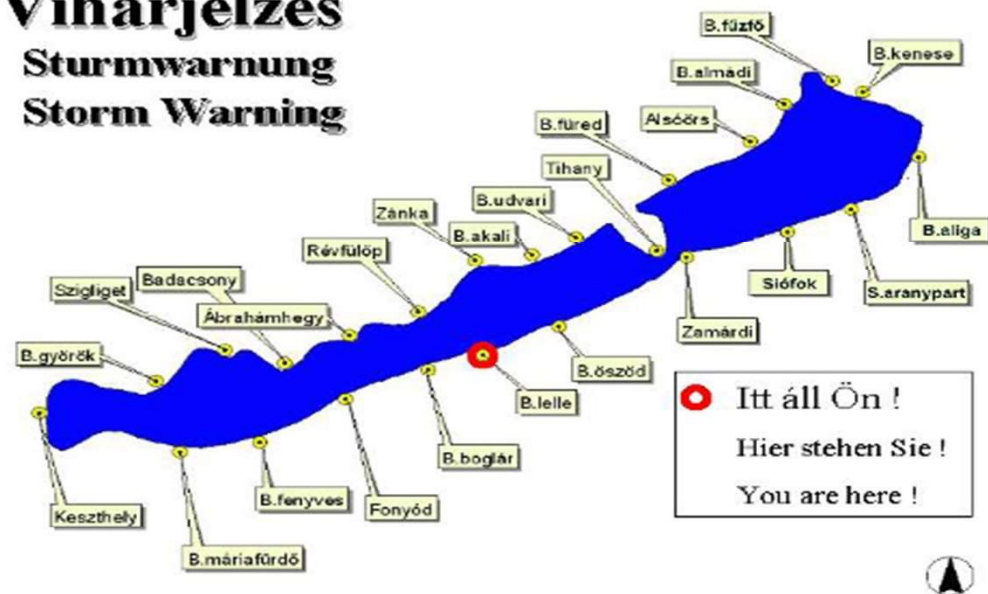 Viharjelzés
Sturmwarnung
Storm Warning
B.fűzfő
B.kenese
B.almádi
Alsóörs
B.füred
Tihany
B.udvari
Zánka
B.akali
Révfülöp
Badacsony
Szigliget
Ábrahámhegy
B.györök
B.aliga
Siófok
S.aranypart
Zamárdi
B.öszöd
B.lelle
B.boglár
Fonyód
B.fenyves
Keszthely
B.máriafürdő
Itt áll Ön !
Hier stehen Sie !
You are here !